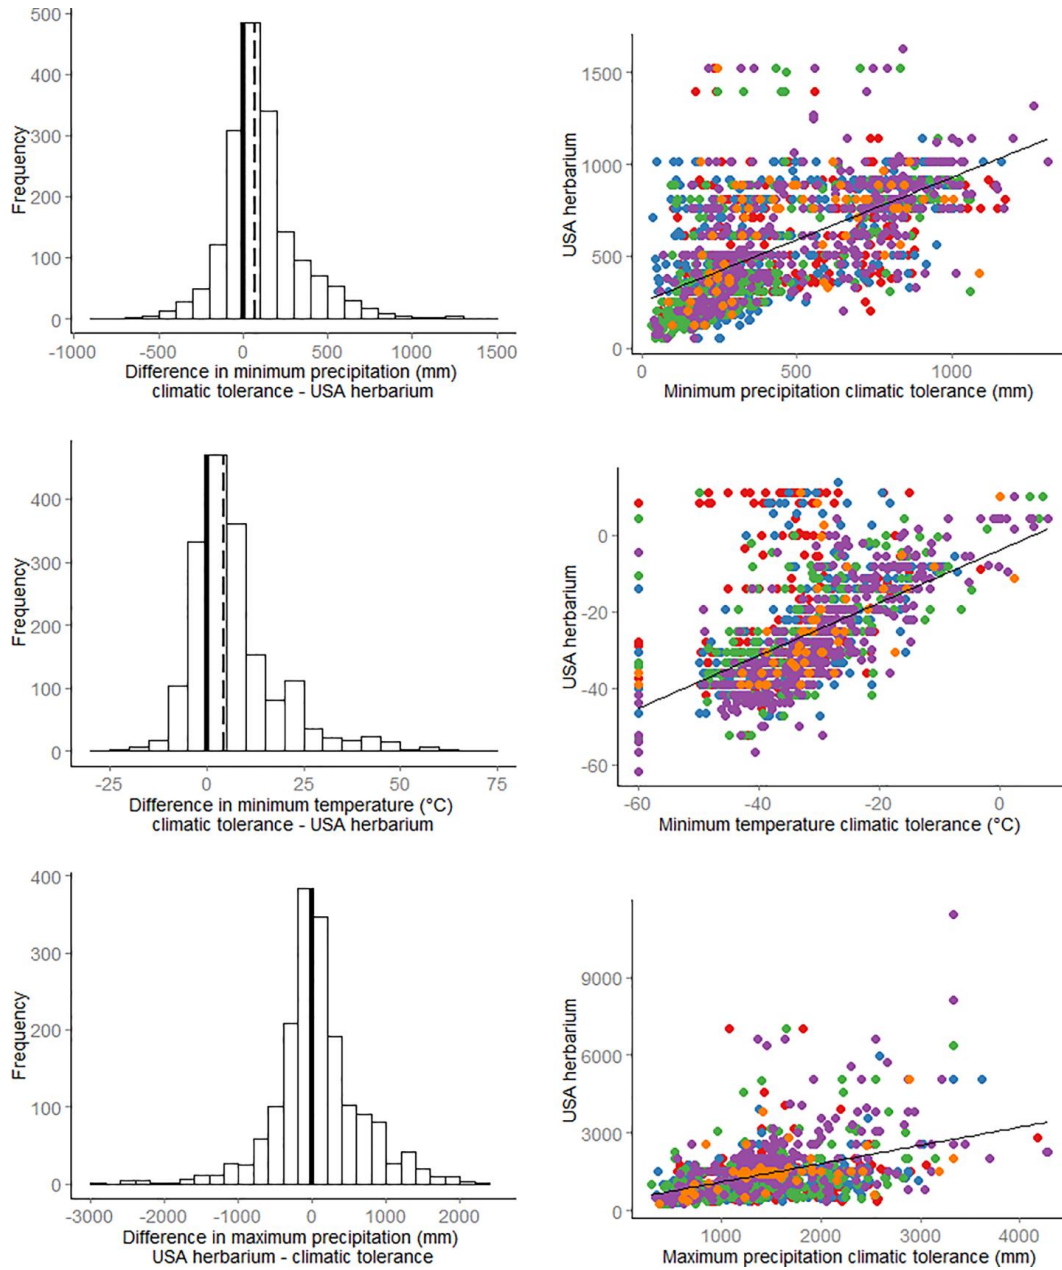 500
400
300
200
100
0
Frequency
-1000 -500 0 500 1000 1500
Difference in minimum precipitation (mm)
climatic tolerance - USA herbarium
1500
1000
500
0
USA herbarium
0 500 1000
Minimum precipitation climatic tolerance (mm)
400
300
200
100
0
Frequency
-25 0 25 50 75
Difference in minimum temperature (°C)
climatic tolerance - USA herbarium
0
-20
-40
-60
USA herbarium
-60 -40 -20 0
Minimum temperature climatic tolerance (°C)
400
300
200
100
0
Frequency
-3000 -2000 -1000 0 1000 2000
Difference in maximum precipitation (mm)
USA herbarium - climatic tolerance
9000
6000
3000
0
USA herbarium
1000 2000 3000 4000
Maximum precipitation climatic tolerance (mm)